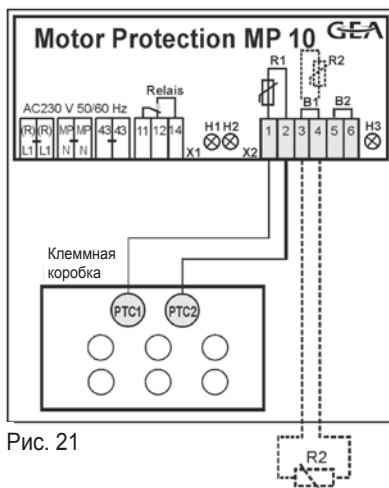 Motor Protection MP 10 GEA
R1 R2
Relais
AC230 V 50/60 Hz B1 B2
(R) (R) MP MP 43 43 11 12 14 H1 H2 1 2 3 4 5 6 H3
L1 L1 N N X1 X2
Клеммная
коробка
PTC1 PTC2
Рис. 21
R2